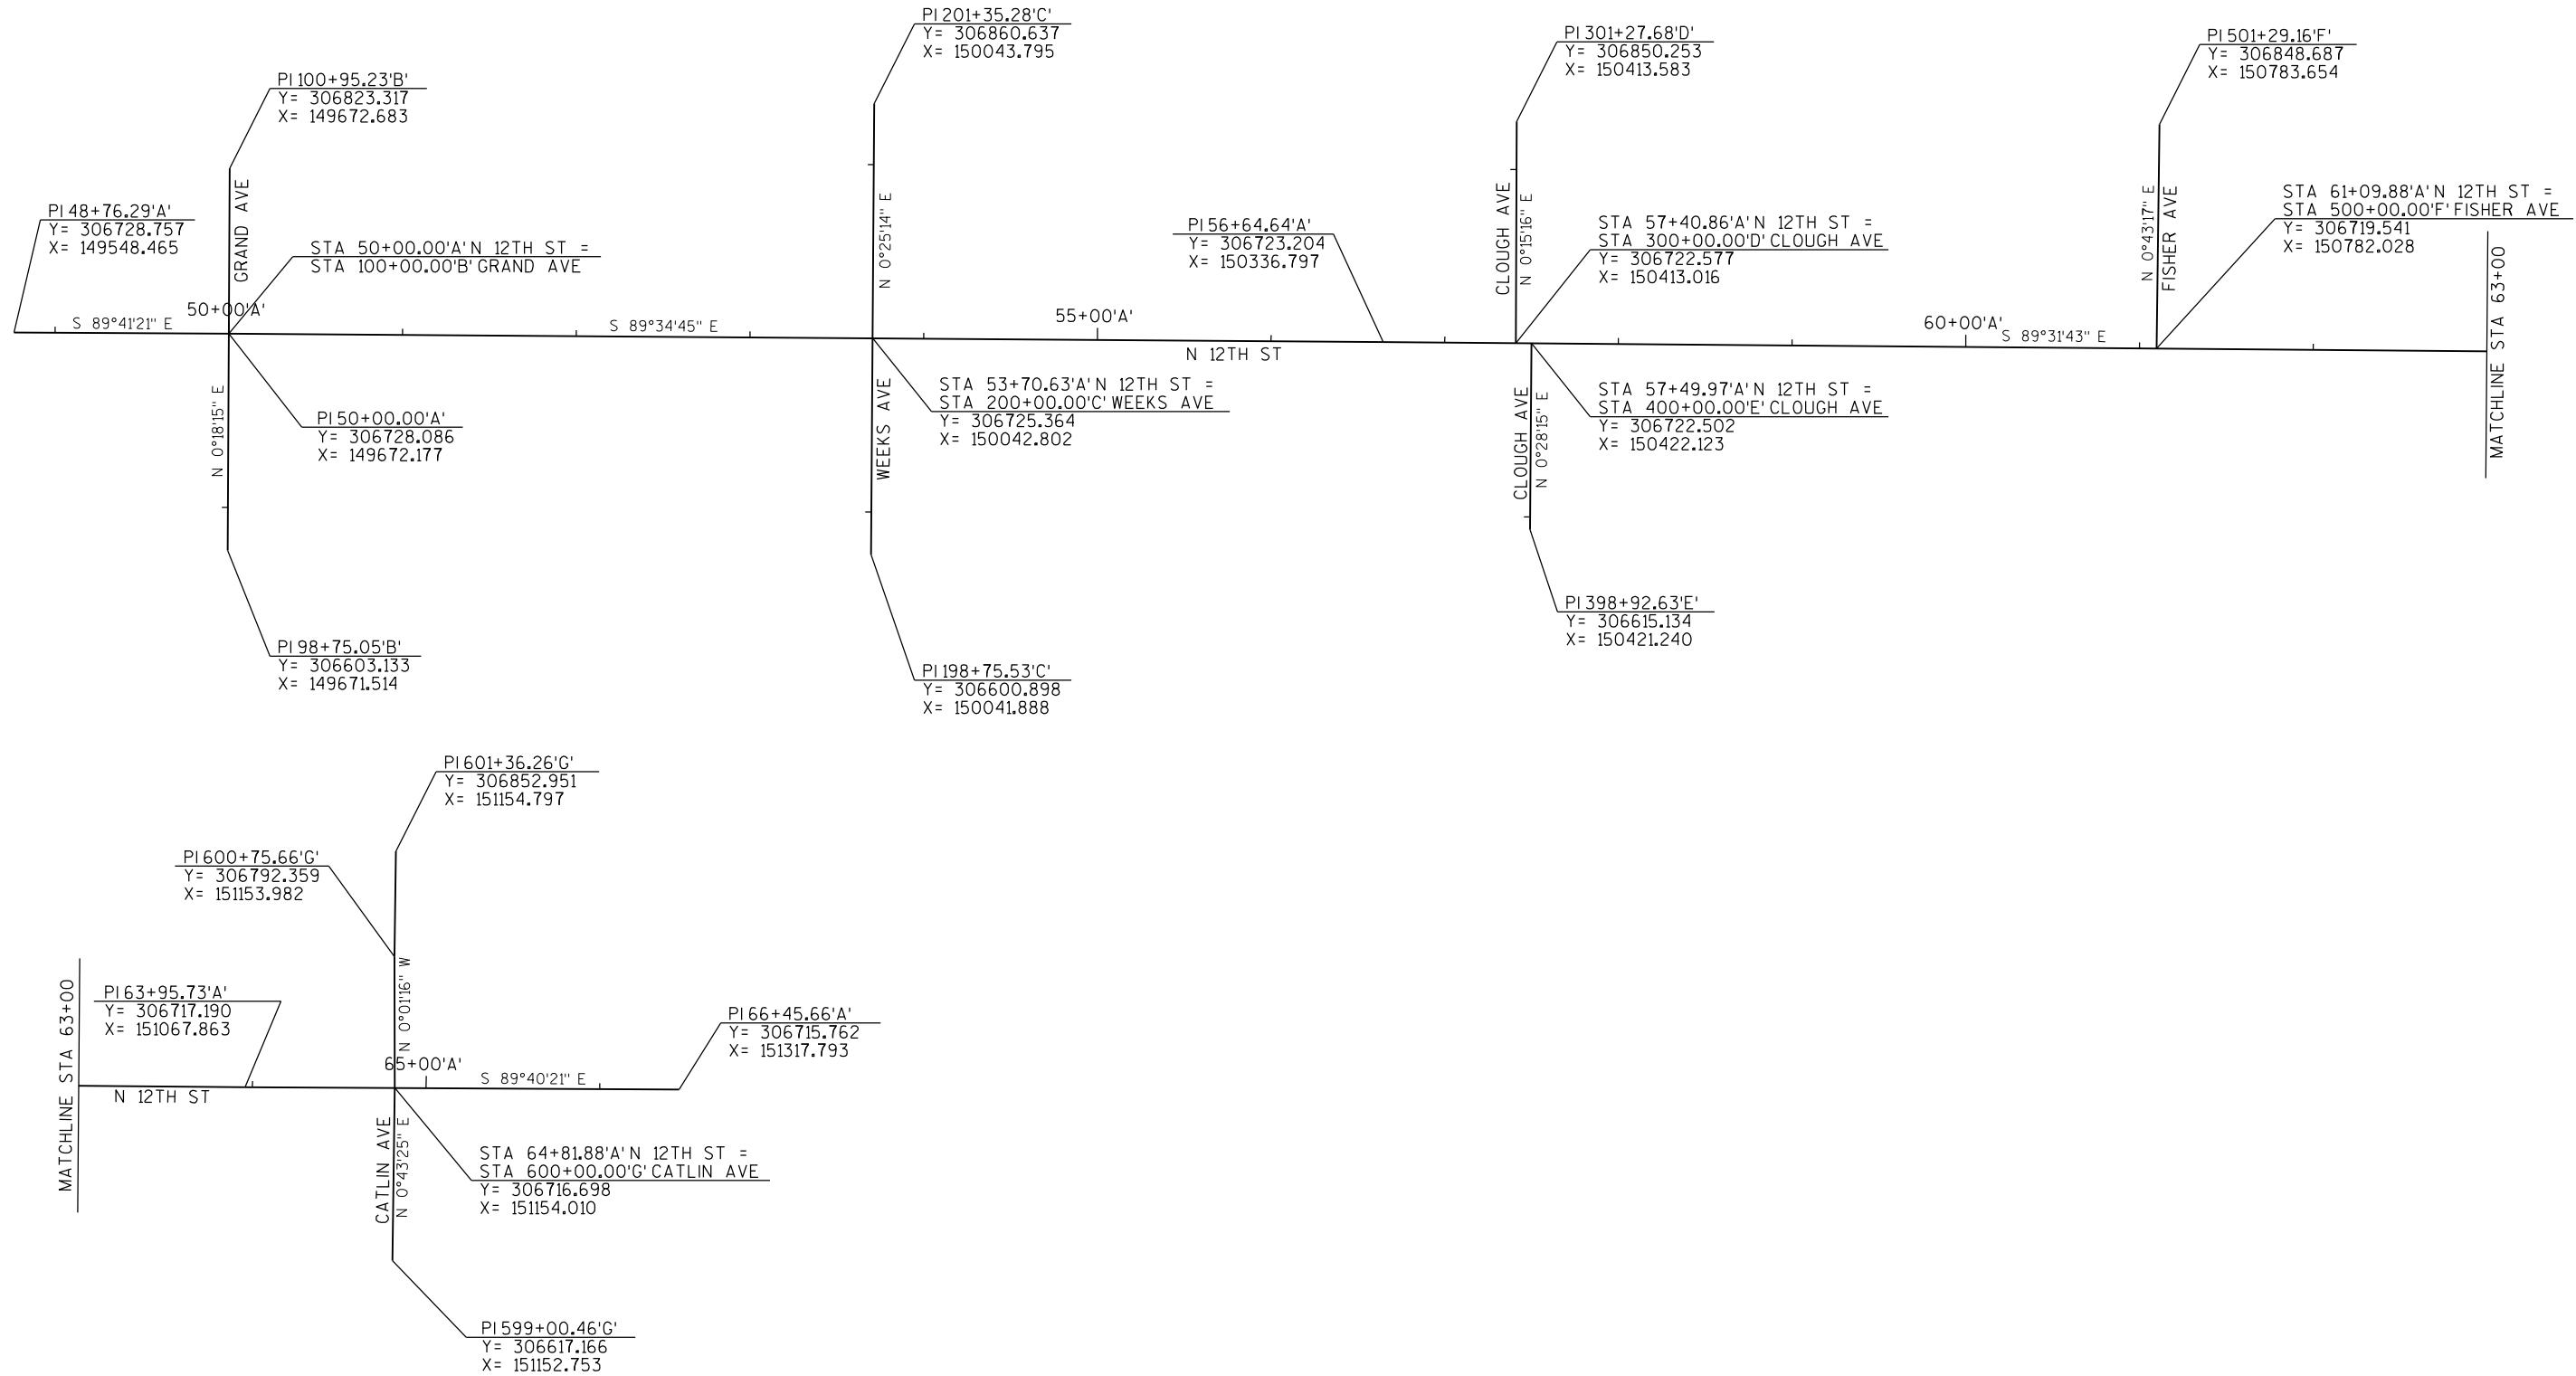 PI 201+35.28'C'
Y= 306860.637
X= 150043.795
PI 301+27.68'D'
Y= 306850.253
X= 150413.583
PI 501+29.16'F'
Y= 306848.687
X= 150783.654
PI 100+95.23'B'
Y= 306823.317
X= 149672.683
PI 48+76.29'A'
Y= 306728.757
X= 149548.465
GRAND AVE
STA 50+00.00'A' N 12TH ST =
STA 100+00.00'B' GRAND AVE
N 0°25'14" E
PI 56+64.64'A'
Y= 306723.204
X= 150336.797
CLOUGH AVE
N 0°15'16" E
STA 57+40.86'A' N 12TH ST =
STA 300+00.00'D' CLOUGH AVE
Y= 306722.577
X= 150413.016
N 0°43'17" E
FISHER AVE
STA 61+09.88'A' N 12TH ST =
STA 500+00.00'F' FISHER AVE
Y= 306719.541
X= 150782.028
MATCHLINE STA 63+00
50+00'A'
S 89°41'21" E
S 89°34'45" E
55+00'A'
N 12TH ST
60+00'A'
S 89°31'43" E
N 0°18'15" E
PI 50+00.00'A'
Y= 306728.086
X= 149672.177
WEEKS AVE
STA 53+70.63'A' N 12TH ST =
STA 200+00.00'C' WEEKS AVE
Y= 306725.364
X= 150042.802
CLOUGH AVE
N 0°28'15" E
STA 57+49.97'A' N 12TH ST =
STA 400+00.00'E' CLOUGH AVE
Y= 306722.502
X= 150422.123
PI 98+75.05'B'
Y= 306603.133
X= 149671.514
PI 198+75.53'C'
Y= 306600.898
X= 150041.888
PI 398+92.63'E'
Y= 306615.134
X= 150421.240
PI 601+36.26'G'
Y= 306852.951
X= 151154.797
PI 600+75.66'G'
Y= 306792.359
X= 151153.982
MATCHLINE STA 63+00
PI 63+95.73'A'
Y= 306717.190
X= 151067.863
N 0°01'16" W
PI 66+45.66'A'
Y= 306715.762
X= 151317.793
65+00'A'
S 89°40'21" E
N 12TH ST
CATLIN AVE
N 0°43'25" E
STA 64+81.88'A' N 12TH ST =
STA 600+00.00'G' CATLIN AVE
Y= 306716.698
X= 151154.010
PI 599+00.46'G'
Y= 306617.166
X= 151152.753